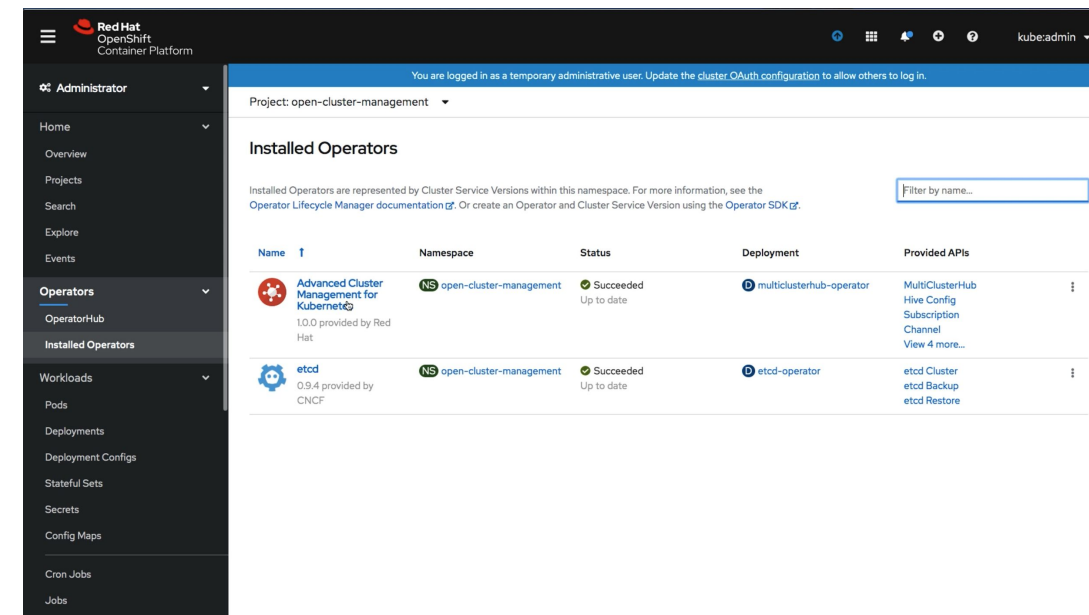 Red Hat
OpenShift
Container Platform
kube:admin
Administrator
You are logged in as a temporary administrative user. Update the cluster OAuth configuration to allow others to log in.
Project: open-cluster-management
Home
Overview
Projects
Search
Explore
Events
Operators
OperatorHub
Installed Operators
Workloads
Pods
Deployments
Deployment Configs
Stateful Sets
Secrets
Config Maps
Cron Jobs
Jobs
Installed Operators
Installed Operators are represented by Cluster Service Versions within this namespace. For more information, see the
Operator Lifecycle Manager documentation. Or create an Operator and Cluster Service Version using the Operator SDK.
Filter by name...
Name Namespace Status Deployment Provided APIs
Advanced Cluster
Management for
Kubernetes
1.0.0 provided by Red
Hat
NS open-cluster-management
Succeeded
Up to date
D multiclusterhub-operator
MultiClusterHub
Hive Config
Subscription
Channel
View 4 more...
etcd
0.9.4 provided by
CNCF
NS open-cluster-management
Succeeded
Up to date
D etcd-operator
etcd Cluster
etcd Backup
etcd Restore